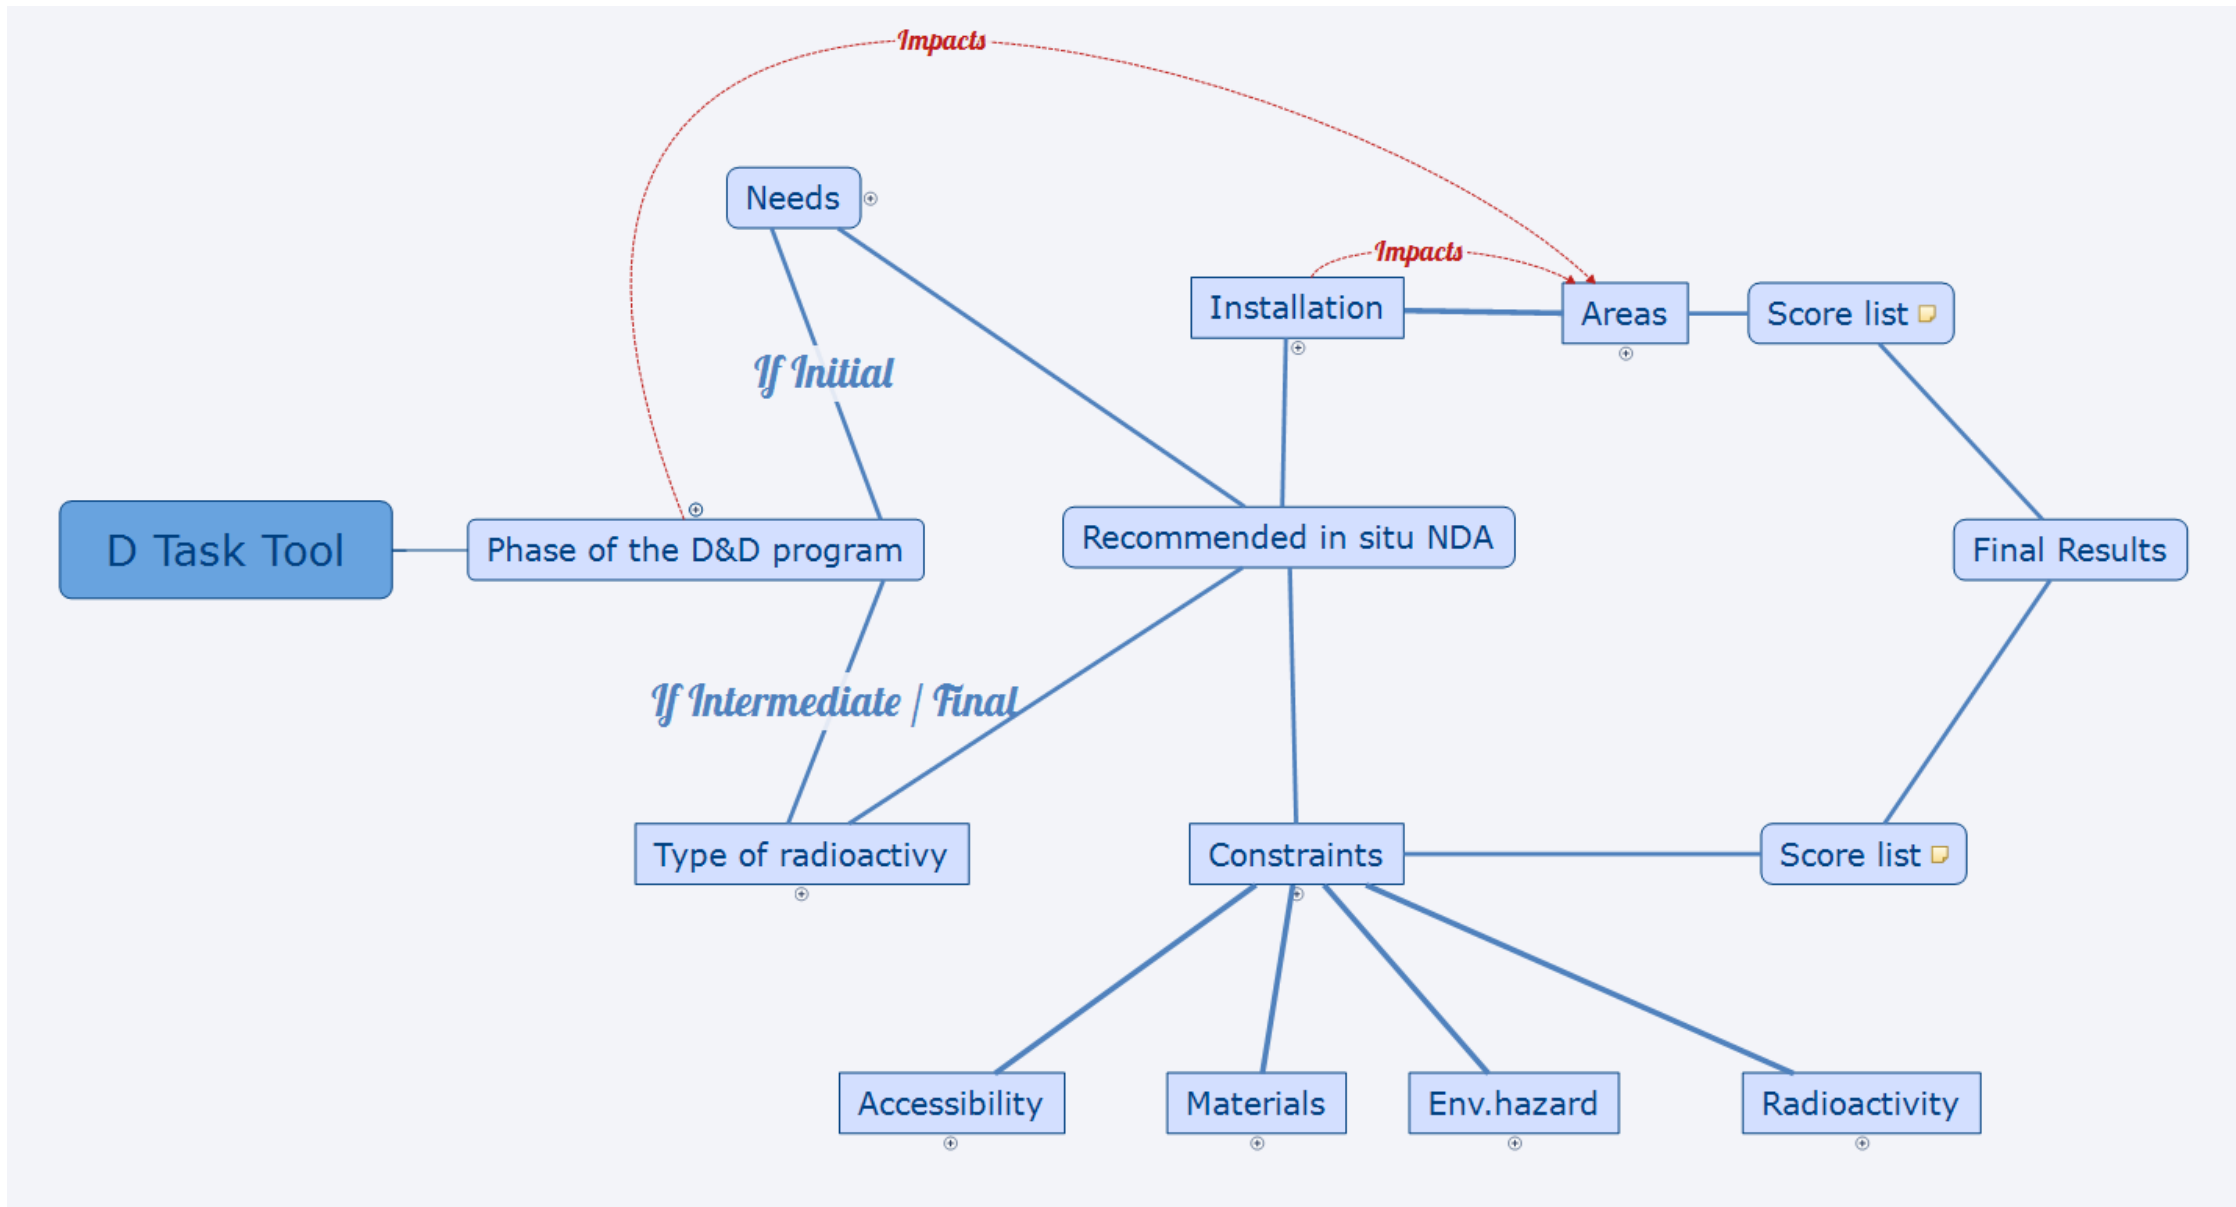 Impacts
Needs
Impacts
Installation
Areas
Score list
If Initial
D Task Tool
Phase of the D&D program
Recommended in situ NDA
Final Results
If Intermediate / Final
Type of radioactivy
Constraints
Score list
Accessibility
Materials
Env.hazard
Radioactivity